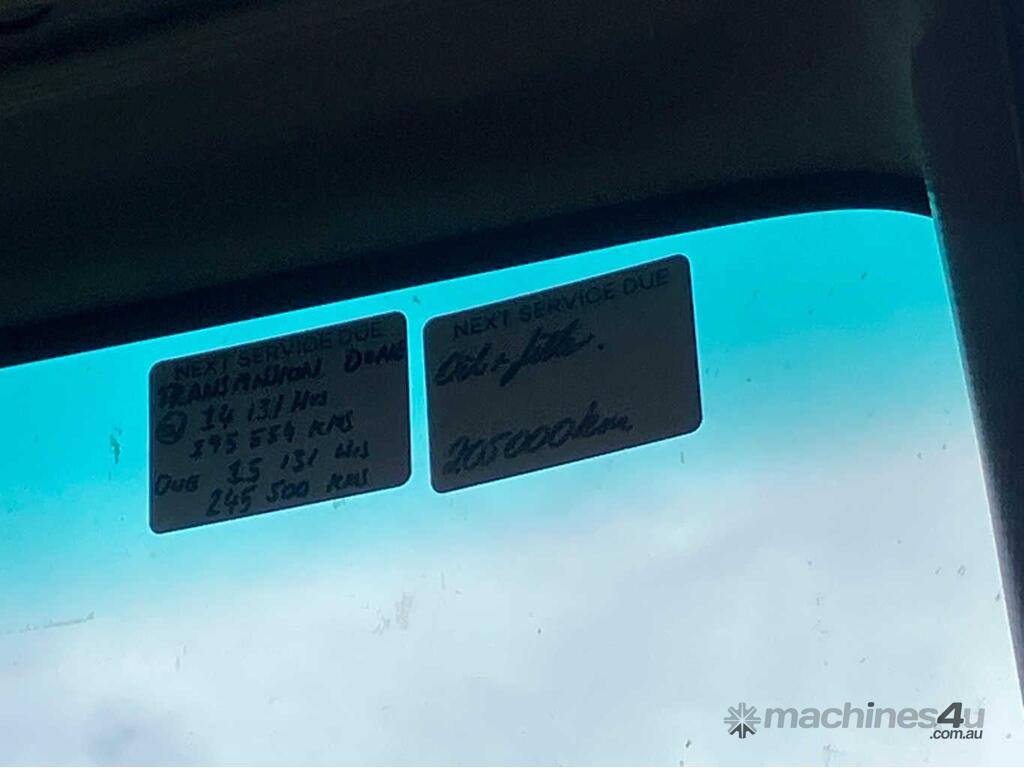 NEXT SERVICE DUE
TRANSMISSION DONE
@ 14 131 Hrs
195 554 KMS
DUE 15 131 Hrs
245 500 KMS
NEXT SERVICE DUE
Oil +
205000km.
machines4u
.com.au